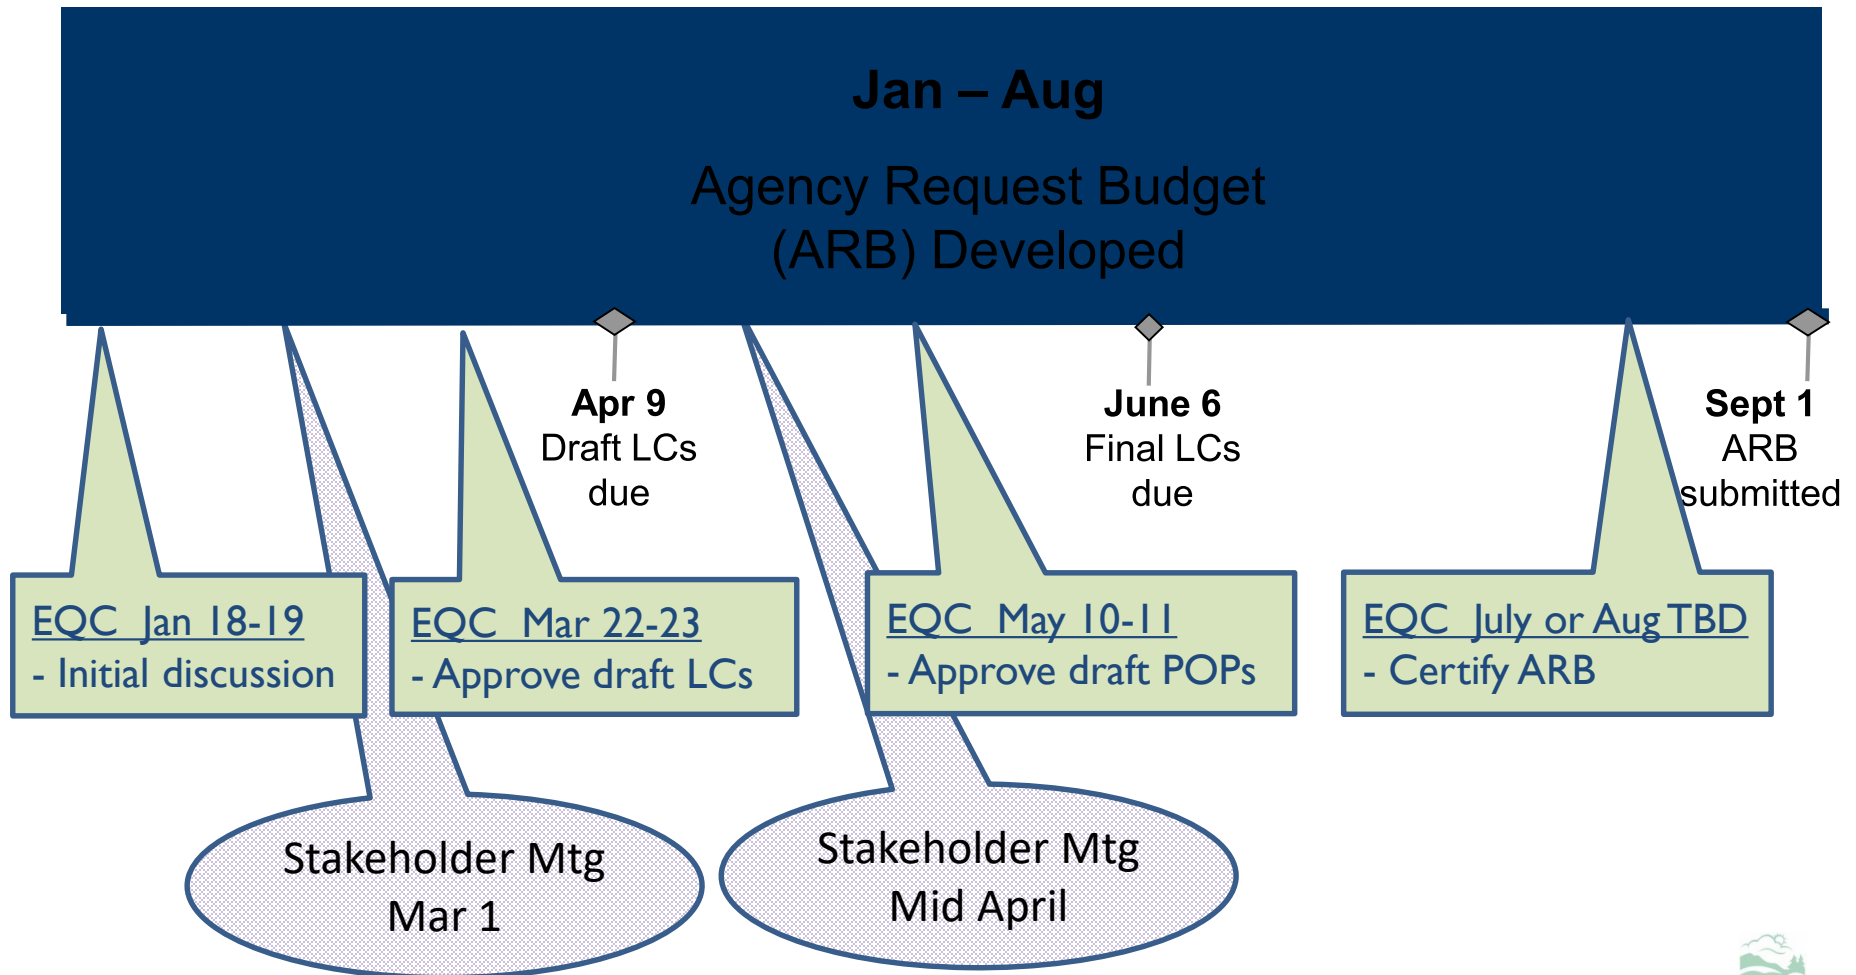 Jan – Aug
Agency Request Budget
(ARB) Developed
Apr 9
Draft LCs
due
June 6
Final LCs
due
Sept 1
ARB
submitted
EQC  Jan 18-19
- Initial discussion
EQC  Mar 22-23
- Approve draft LCs
EQC  May 10-11
- Approve draft POPs
EQC  July or Aug TBD
- Certify ARB
Stakeholder Mtg
Mar 1
Stakeholder Mtg
Mid April